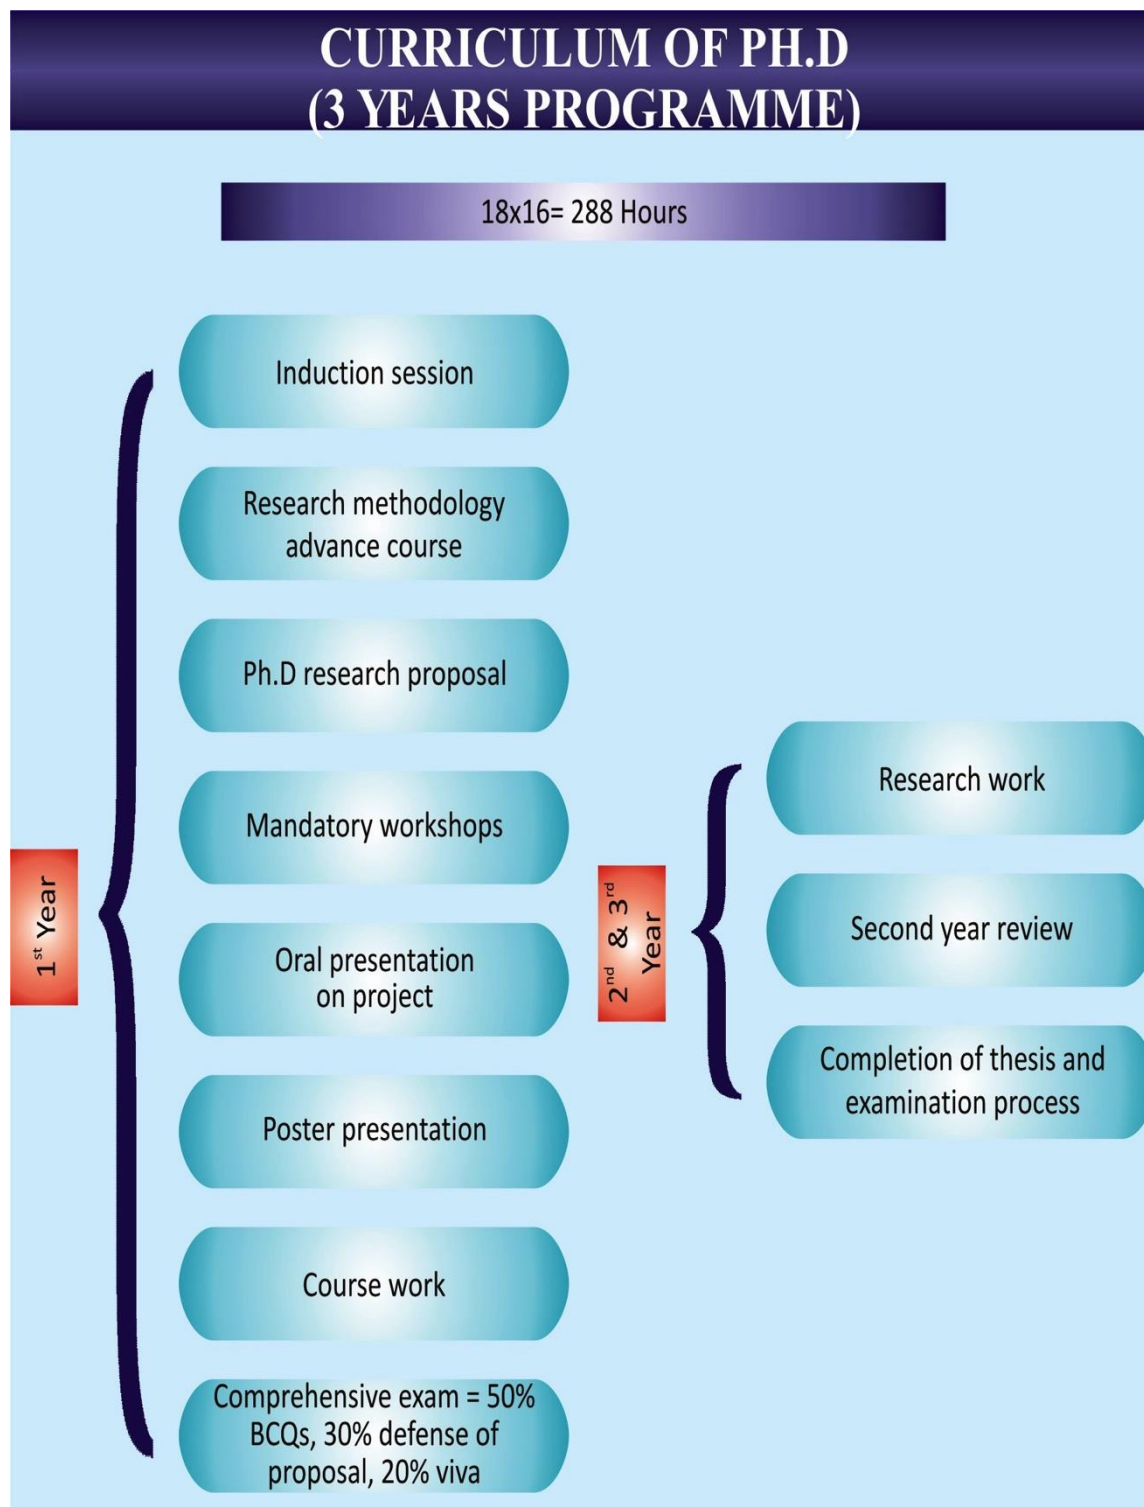 CURRICULUM OF PH.D
(3 YEARS PROGRAMME)
18x16= 288 Hours
1st Year
Induction session
Research methodology
advance course
Ph.D research proposal
Mandatory workshops
Oral presentation
on project
Poster presentation
Course work
Comprehensive exam = 50%
BCQs, 30% defense of
proposal, 20% viva
2nd & 3rd
Year
Research work
Second year review
Completion of thesis and
examination process